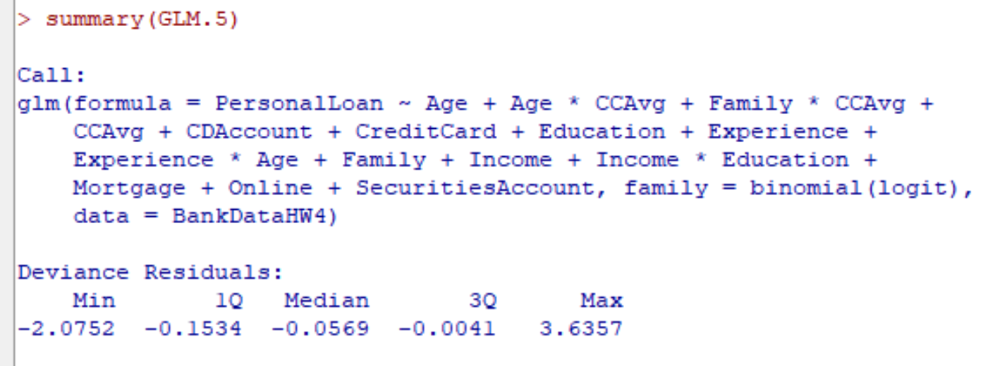 > summary(GLM.5)
Call:
glm(formula = PersonalLoan ~ Age + Age * CCAvg + Family * CCAvg +
    CCAvg + CDAccount + CreditCard + Education + Experience +
    Experience * Age + Family + Income + Income * Education +
    Mortgage + Online + SecuritiesAccount, family = binomial(logit),
    data = BankDataHW4)
Deviance Residuals:
    Min       1Q   Median       3Q      Max
-2.0752  -0.1534  -0.0569  -0.0041   3.6357